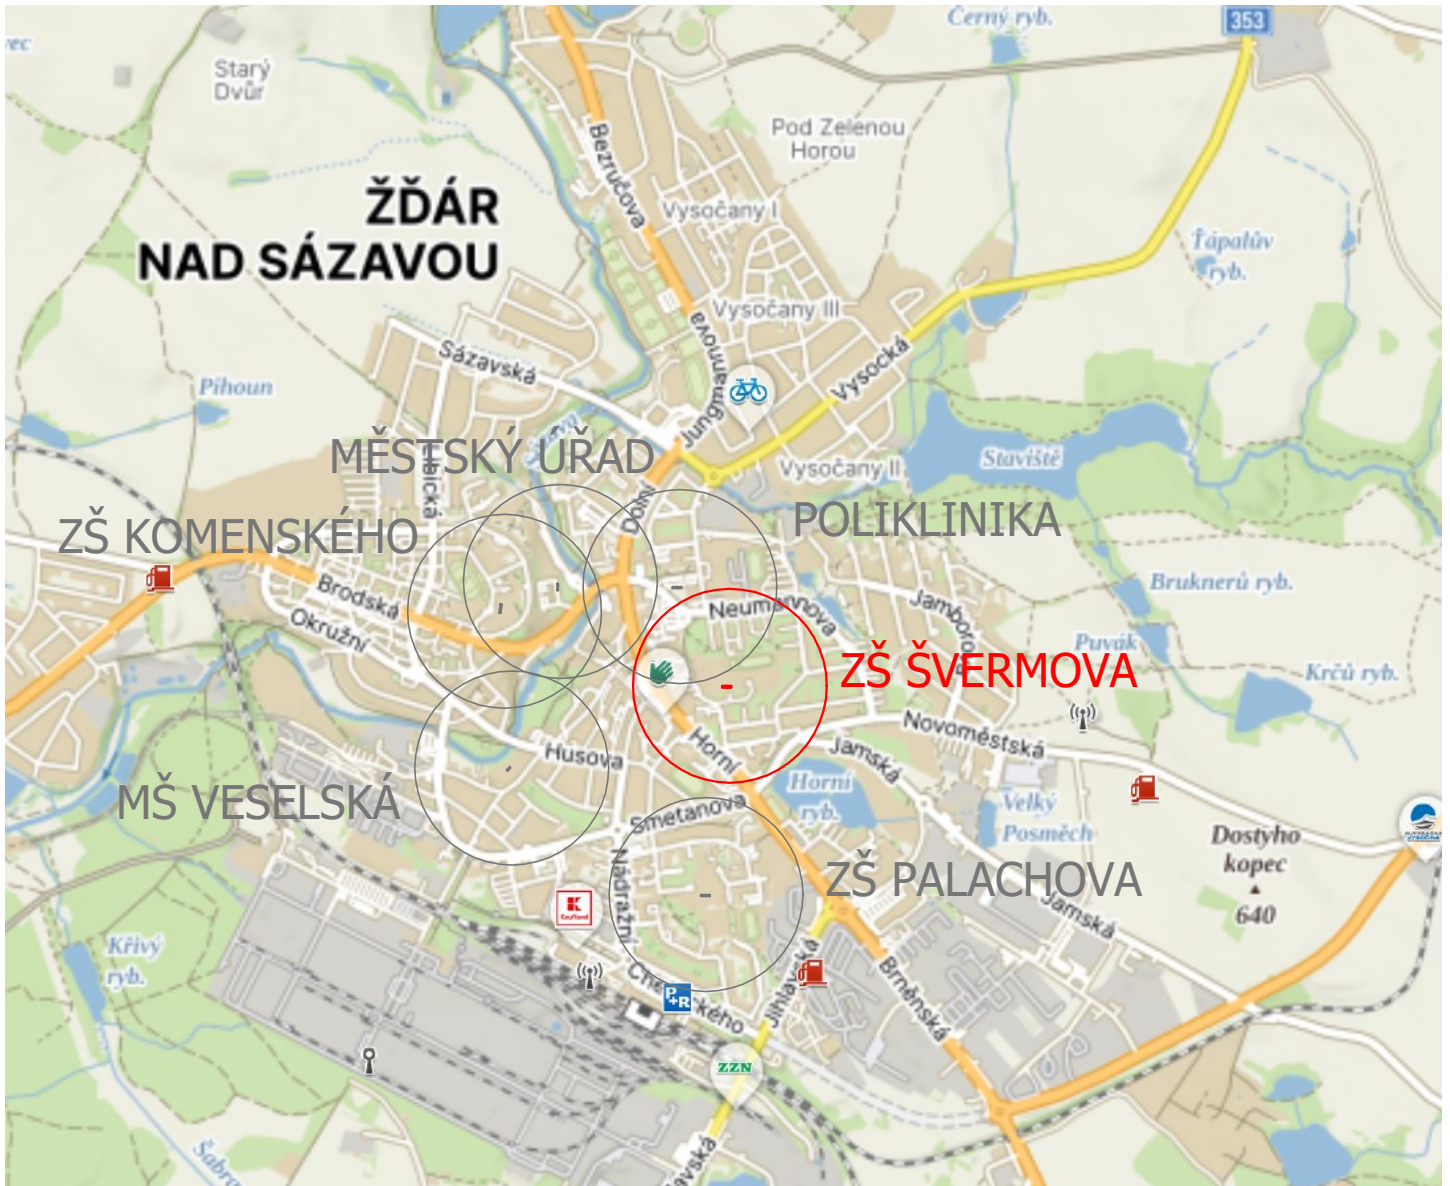 Černý ryb.
353
Starý
Dvůr
Pod Zelenou
Horou
Bezručova
ŽĎÁR
NAD SÁZAVOU
Vysočany I
Ťápalův
ryb.
Vysočany III
Jungmannova
Sázavská
Vysocká
Pihoun
MĚSTSKÝ ÚŘAD
Libická
Vysočany II
Staviště
Dolní
ZŠ KOMENSKÉHO
POLIKLINIKA
Brodská
Okružní
Neumannova
Jamborova
Bruknerů ryb.
Puvák
Krčů ryb.
ZŠ ŠVERMOVA
Horní
Husova
Novoměstská
Jamská
Horní
ryb.
MŠ VESELSKÁ
Smetanova
Velký
Posměch
Dostyho
kopec
640
Nádražní
ZŠ PALACHOVA
K
Kaufland
Jamská
Křivý
ryb.
P+R
Jihlavská
Brněnská
ZZN